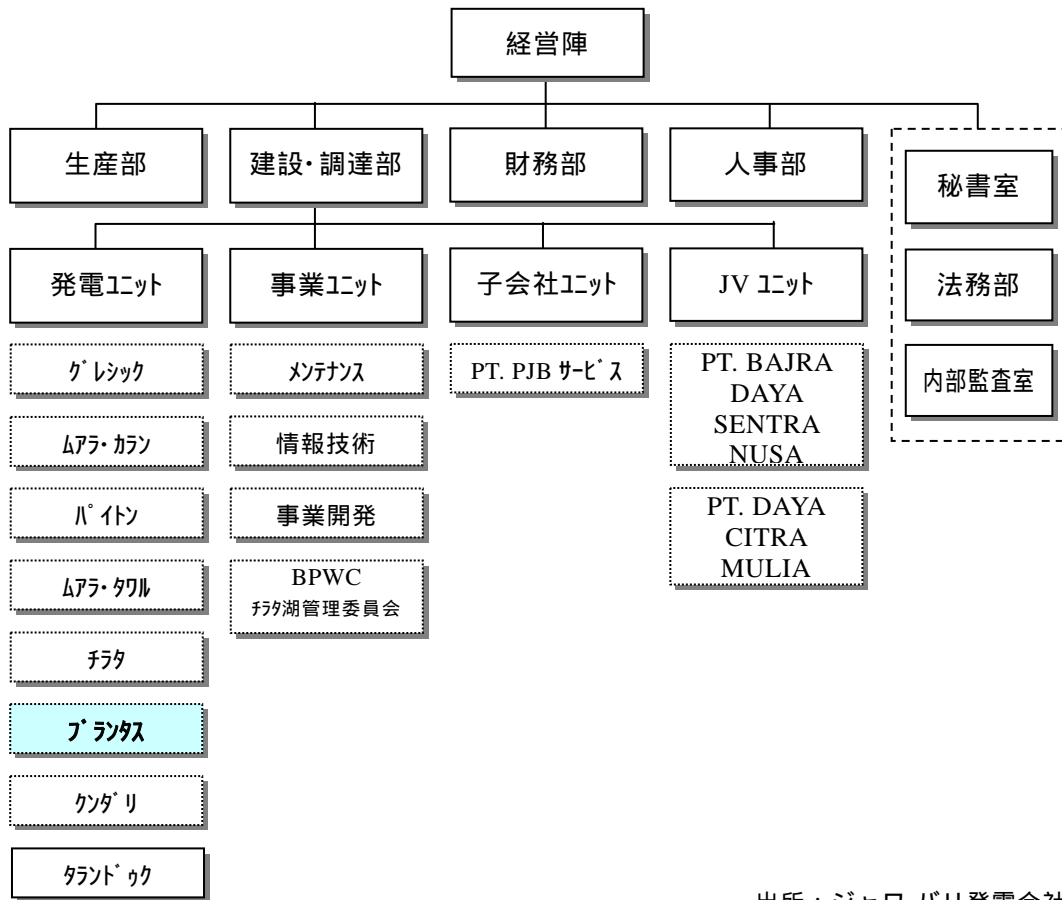 経営陣
生産部
建設・調達部
財務部
人事部
秘書室
法務部
内部監査室
発電ﾕﾆｯﾄ
事業ﾕﾆｯﾄ
子会社ﾕﾆｯﾄ
JV ﾕﾆｯﾄ
ｸﾞﾚｼｯｸ
ﾑｱﾗ・ｶﾗﾝ
ﾊﾟｲﾄﾝ
ﾑｱﾗ・ﾀﾜﾙ
ﾁﾗﾀ
ﾌﾞﾗﾝﾀｽ
ｸﾝﾀﾞﾘ
ﾀﾗﾝﾄﾞｩｸ
ﾒﾝﾃﾅﾝｽ
情報技術
事業開発
BPWC
ﾁﾗﾀ湖管理委員会
PT. PJB ｻｰﾋﾞｽ
PT. BAJRA
DAYA
SENTRA
NUSA
PT. DAYA
CITRA
MULIA